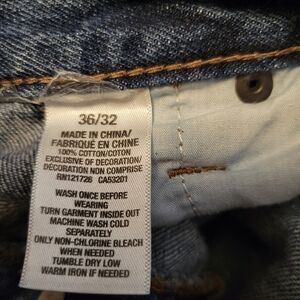 36/32
MADE IN CHINA/
FABRIQUÉ EN CHINE
100% COTTON/COTON
EXCLUSIVE OF DECORATION/
DÉCORATION NON COMPRISE
RN121726 CA53201
WASH ONCE BEFORE
WEARING
TURN GARMENT INSIDE OUT
MACHINE WASH COLD
SEPARATELY
ONLY NON-CHLORINE BLEACH
WHEN NEEDED
TUMBLE DRY LOW
WARM IRON IF NEEDED